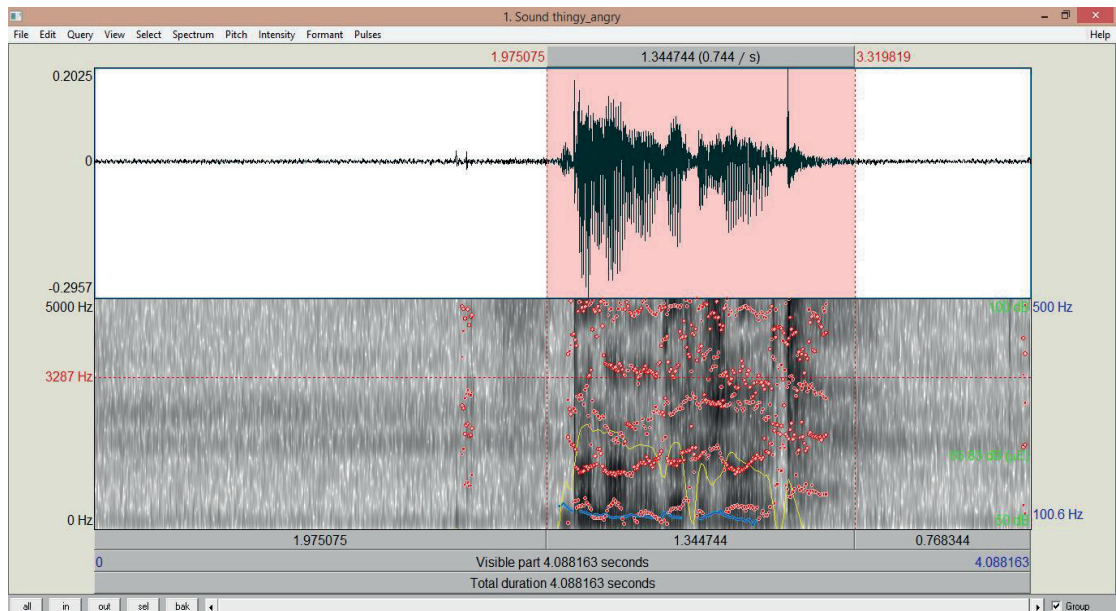 1. Sound thingy_angry
File Edit Query View Select Spectrum Pitch Intensity Formant Pulses Help
1.975075 1.344744 (0.744 / s) 3.319819
0.2025
0
-0.2957
5000 Hz 100 dB 500 Hz
3287 Hz
0 Hz 50 dB 100.6 Hz
1.975075 1.344744 0.768344
0 Visible part 4.088163 seconds 4.088163
Total duration 4.088163 seconds
all in out sel bak Group